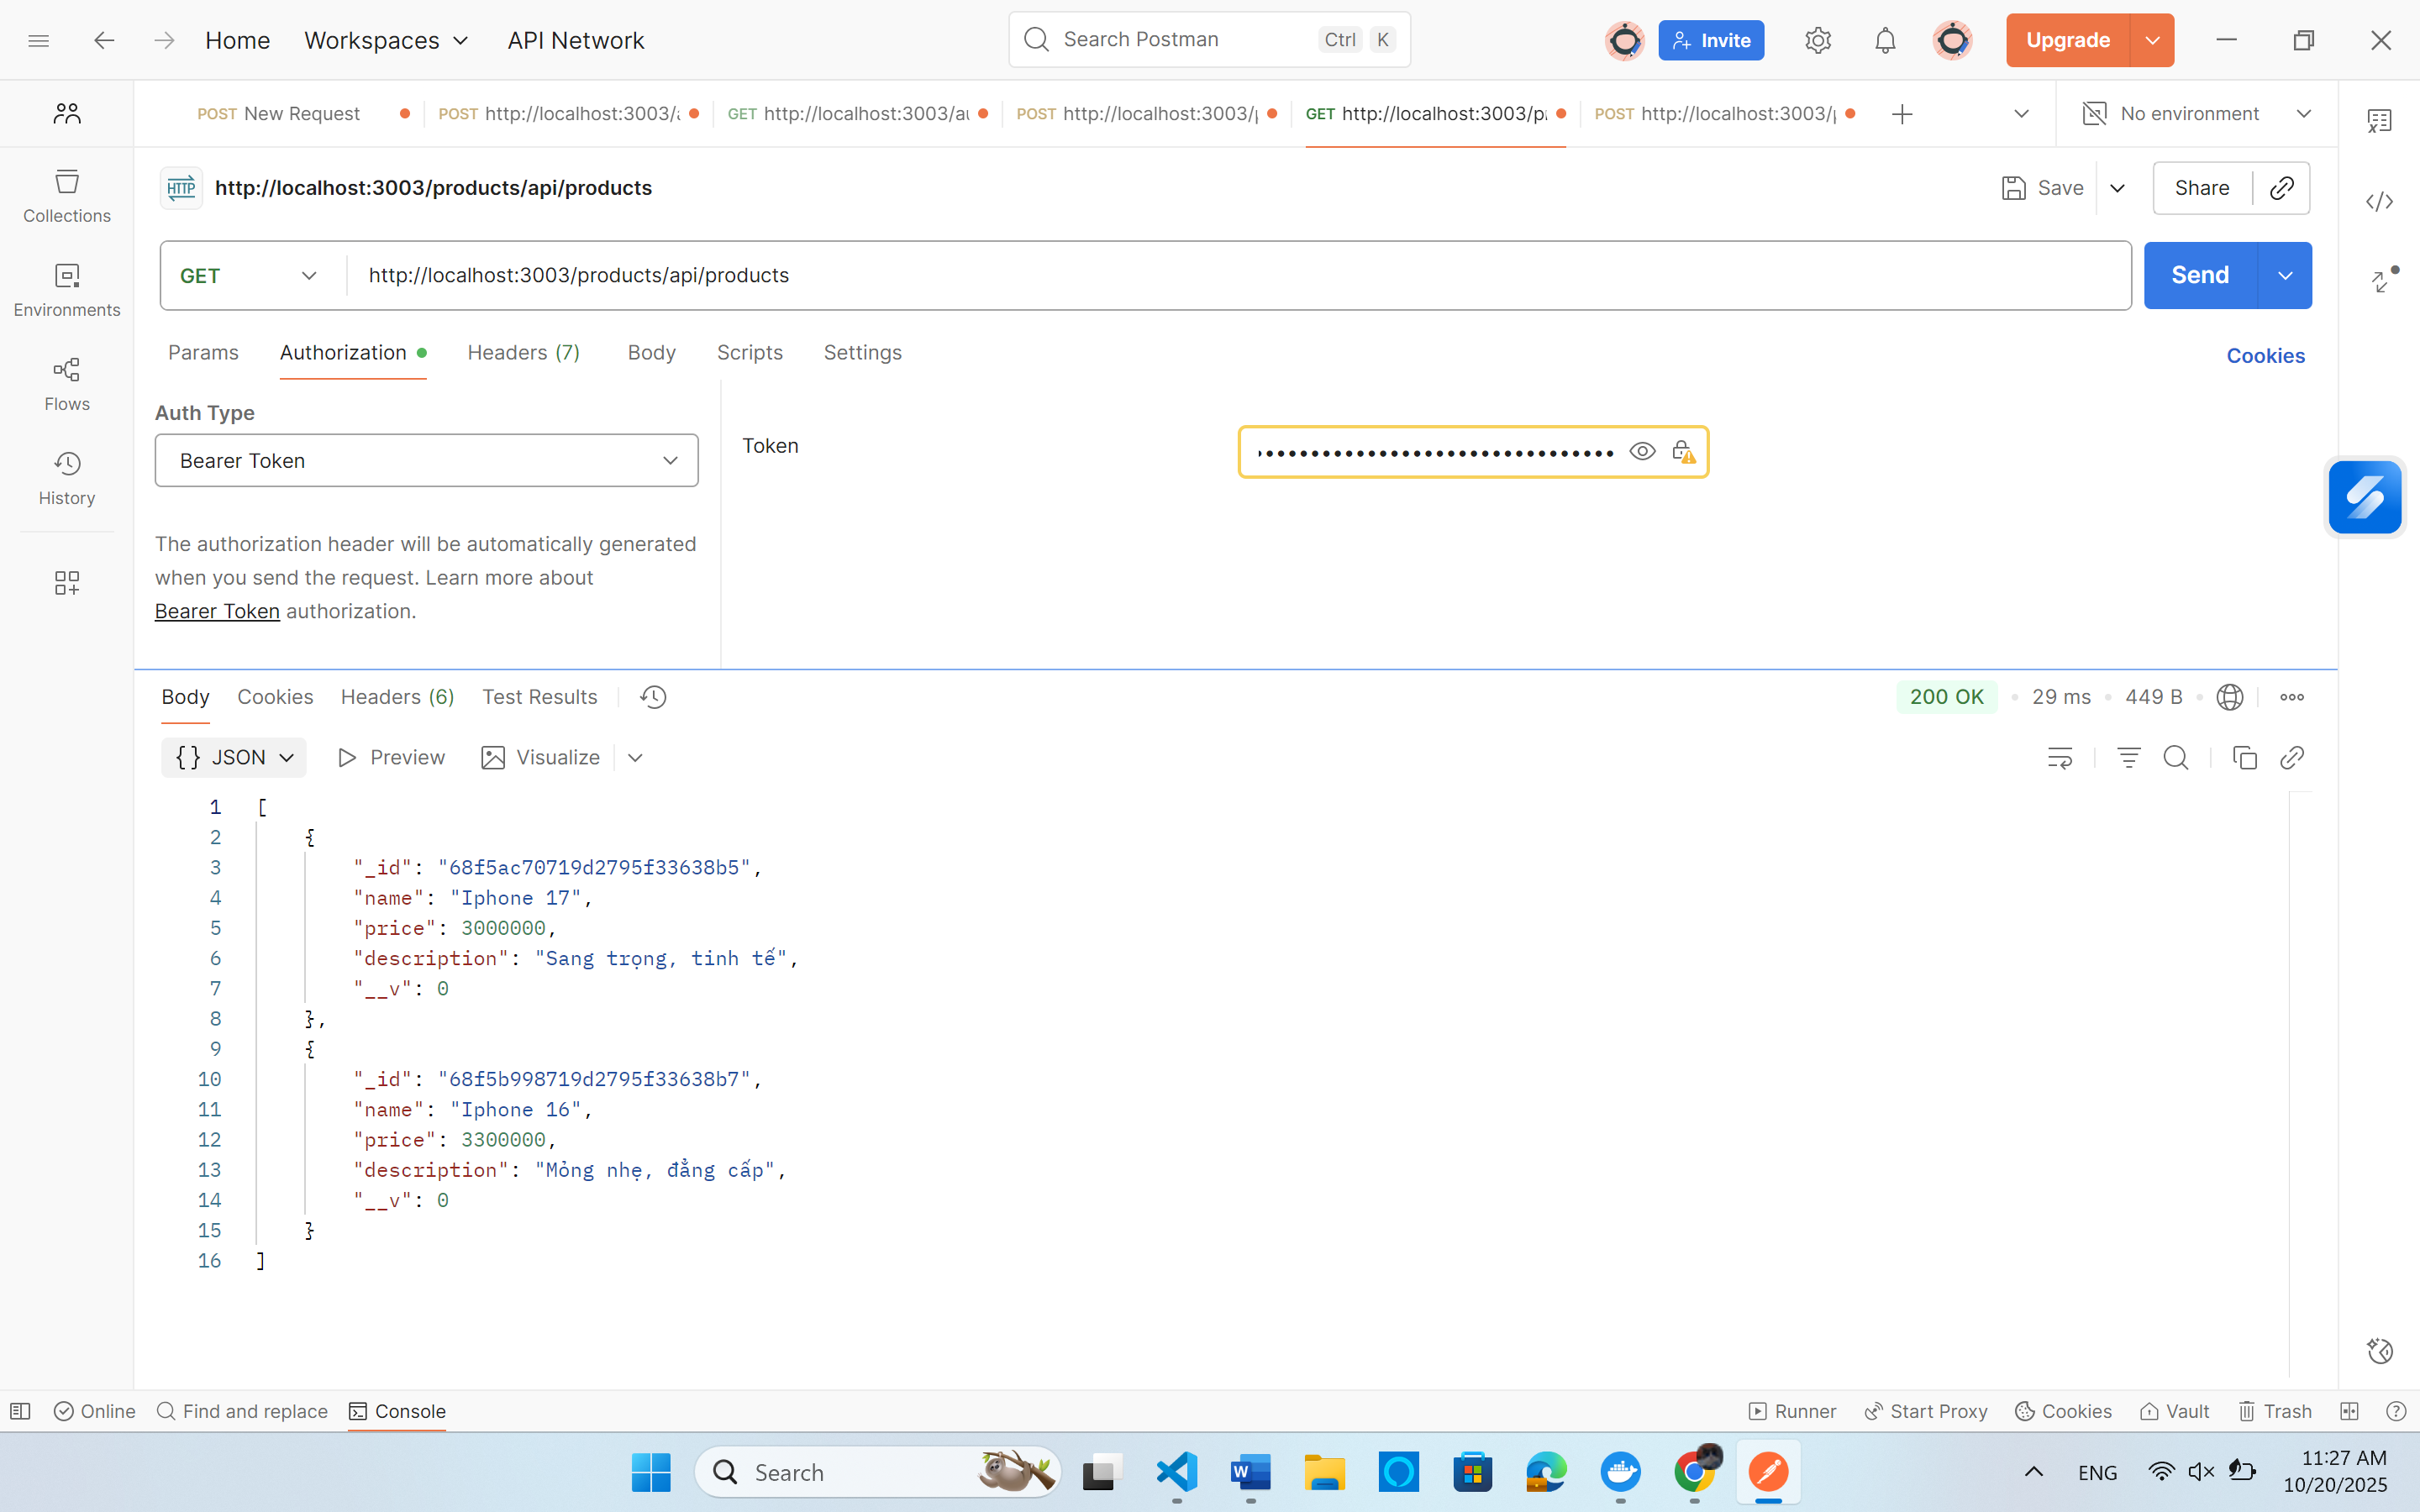 Home Workspaces API Network Search Postman Ctrl K Invite Upgrade
POST New Request POST http://localhost:3003/ GET http://localhost:3003/au POST http://localhost:3003/ GET http://localhost:3003/p POST http://localhost:3003/ No environment
HTTP http://localhost:3003/products/api/products Save Share
GET http://localhost:3003/products/api/products Send
Collections
Environments
Flows
History
Params Authorization Headers (7) Body Scripts Settings Cookies
Auth Type
Bearer Token
Token
The authorization header will be automatically generated
when you send the request. Learn more about
Bearer Token authorization.
Body Cookies Headers (6) Test Results 200 OK 29 ms 449 B
{} JSON Preview Visualize
1 [
2 {
3 "_id": "68f5ac70719d2795f33638b5",
4 "name": "Iphone 17",
5 "price": 3000000,
6 "description": "Sang trọng, tinh tế",
7 "__v": 0
8 },
9 {
10 "_id": "68f5b998719d2795f33638b7",
11 "name": "Iphone 16",
12 "price": 3300000,
13 "description": "Mỏng nhẹ, đẳng cấp",
14 "__v": 0
15 }
16 ]
Online Find and replace Console Runner Start Proxy Cookies Vault Trash
Search ENG 11:27 AM
10/20/2025